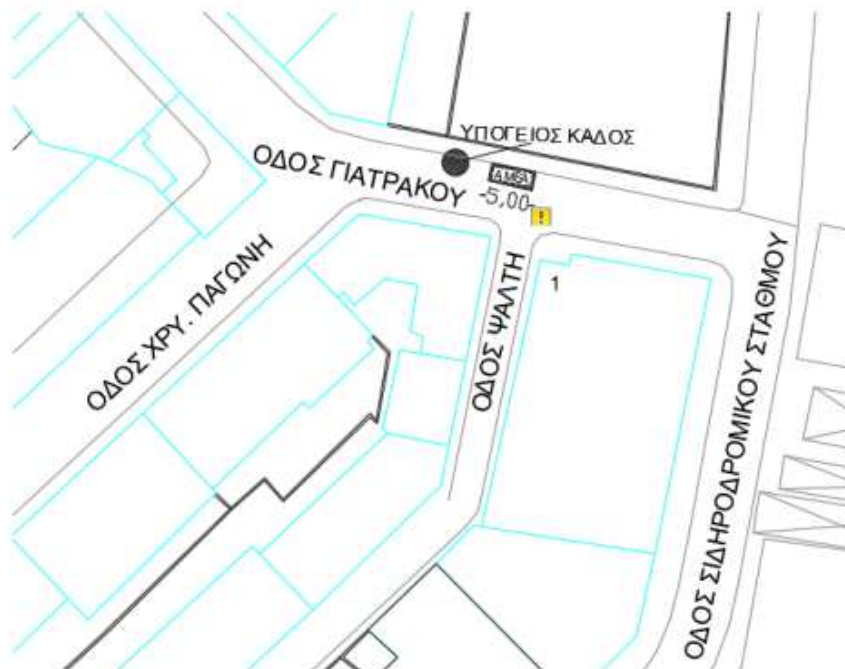 ΥΠΟΓΕΙΟΣ ΚΑΔΟΣ
ΟΔΟΣ ΓΙΑΤΡΑΚΟΥ
ΑΜΕΑ
-5,00-
!
ΟΔΟΣ ΧΡΥ. ΠΑΓΩΝΗ
ΟΔΟΣ ΨΑΛΤΗ
1
ΟΔΟΣ ΣΙΔΗΡΟΔΡΟΜΙΚΟΥ ΣΤΑΘΜΟΥ